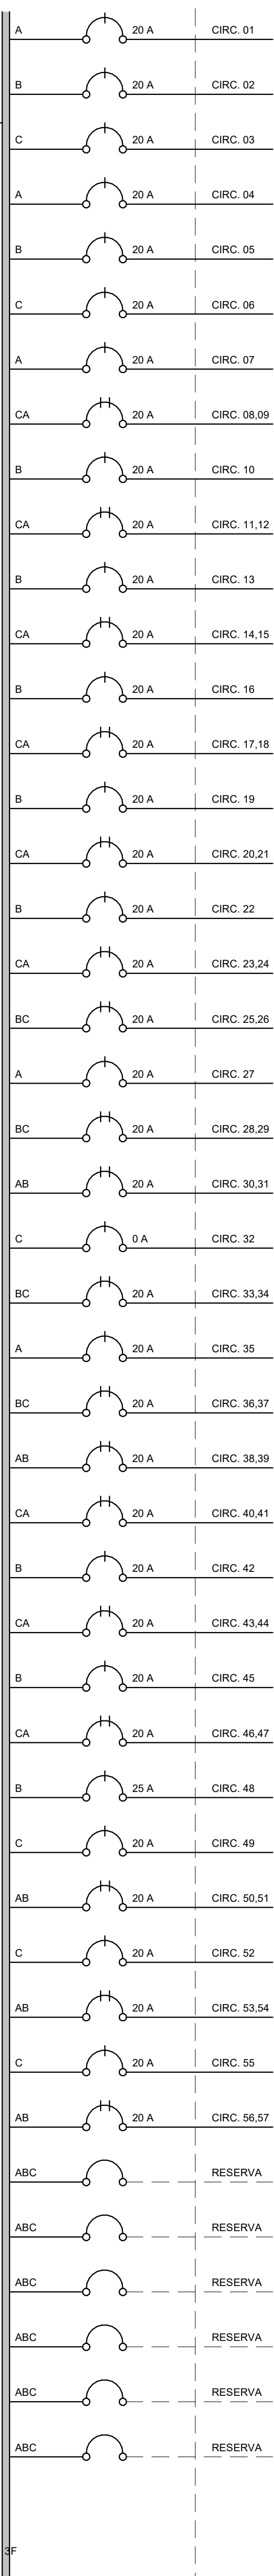 A 20 A CIRC. 01
B 20 A CIRC. 02
C 20 A CIRC. 03
A 20 A CIRC. 04
B 20 A CIRC. 05
C 20 A CIRC. 06
A 20 A CIRC. 07
CA 20 A CIRC. 08,09
B 20 A CIRC. 10
CA 20 A CIRC. 11,12
B 20 A CIRC. 13
CA 20 A CIRC. 14,15
B 20 A CIRC. 16
CA 20 A CIRC. 17,18
B 20 A CIRC. 19
CA 20 A CIRC. 20,21
B 20 A CIRC. 22
CA 20 A CIRC. 23,24
BC 20 A CIRC. 25,26
A 20 A CIRC. 27
BC 20 A CIRC. 28,29
AB 20 A CIRC. 30,31
C 0 A CIRC. 32
BC 20 A CIRC. 33,34
A 20 A CIRC. 35
BC 20 A CIRC. 36,37
AB 20 A CIRC. 38,39
CA 20 A CIRC. 40,41
B 20 A CIRC. 42
CA 20 A CIRC. 43,44
B 20 A CIRC. 45
CA 20 A CIRC. 46,47
B 25 A CIRC. 48
C 20 A CIRC. 49
AB 20 A CIRC. 50,51
C 20 A CIRC. 52
AB 20 A CIRC. 53,54
C 20 A CIRC. 55
AB 20 A CIRC. 56,57
ABC RESERVA
ABC RESERVA
ABC RESERVA
ABC RESERVA
ABC RESERVA
ABC RESERVA
3F